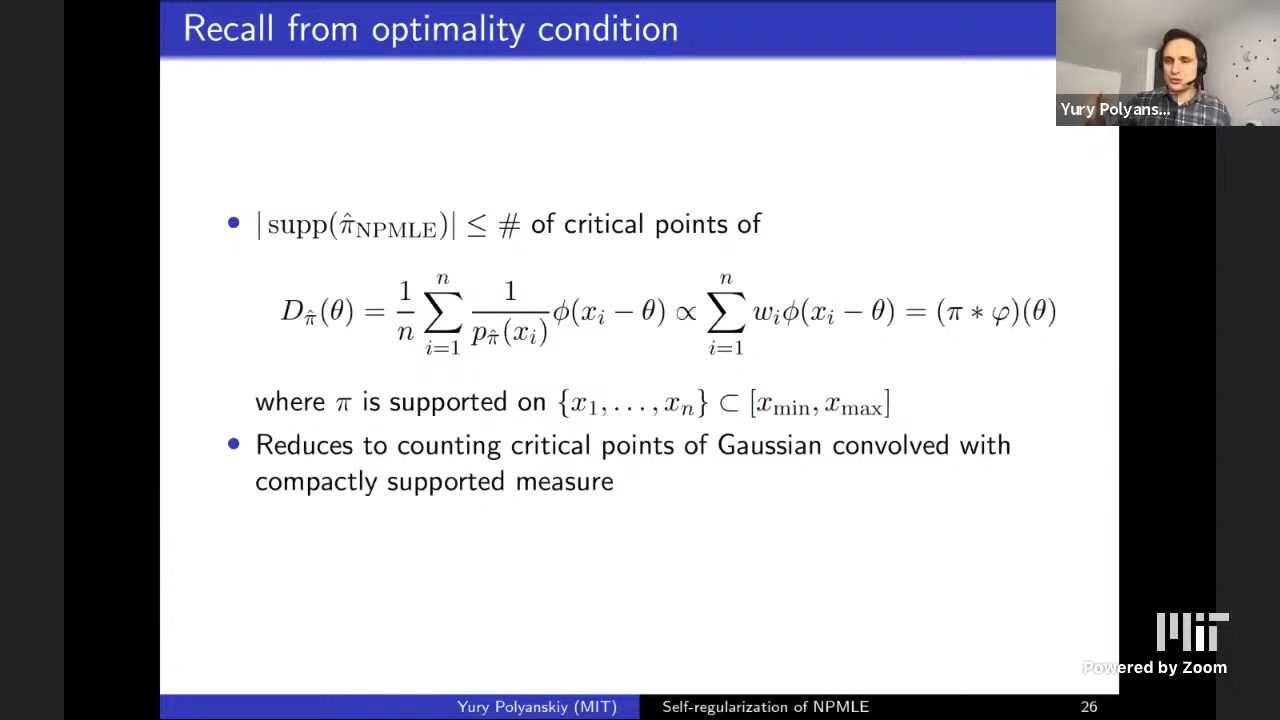 Recall from optimality condition
Yury Polyans...
• | supp(π̂_NPMLE)| ≤ # of critical points of
D_π̂(θ) = 1/n ∑_{i=1}^{n} 1/p_π̂(x_i) ϕ(x_i − θ) ∝ ∑_{i=1}^{n} w_i ϕ(x_i − θ) = (π ∗ φ)(θ)
where π is supported on {x_1, . . . , x_n} ⊂ [x_min, x_max]
• Reduces to counting critical points of Gaussian convolved with
compactly supported measure
MIT
Powered by Zoom
Yury Polyanskiy (MIT) Self-regularization of NPMLE 26